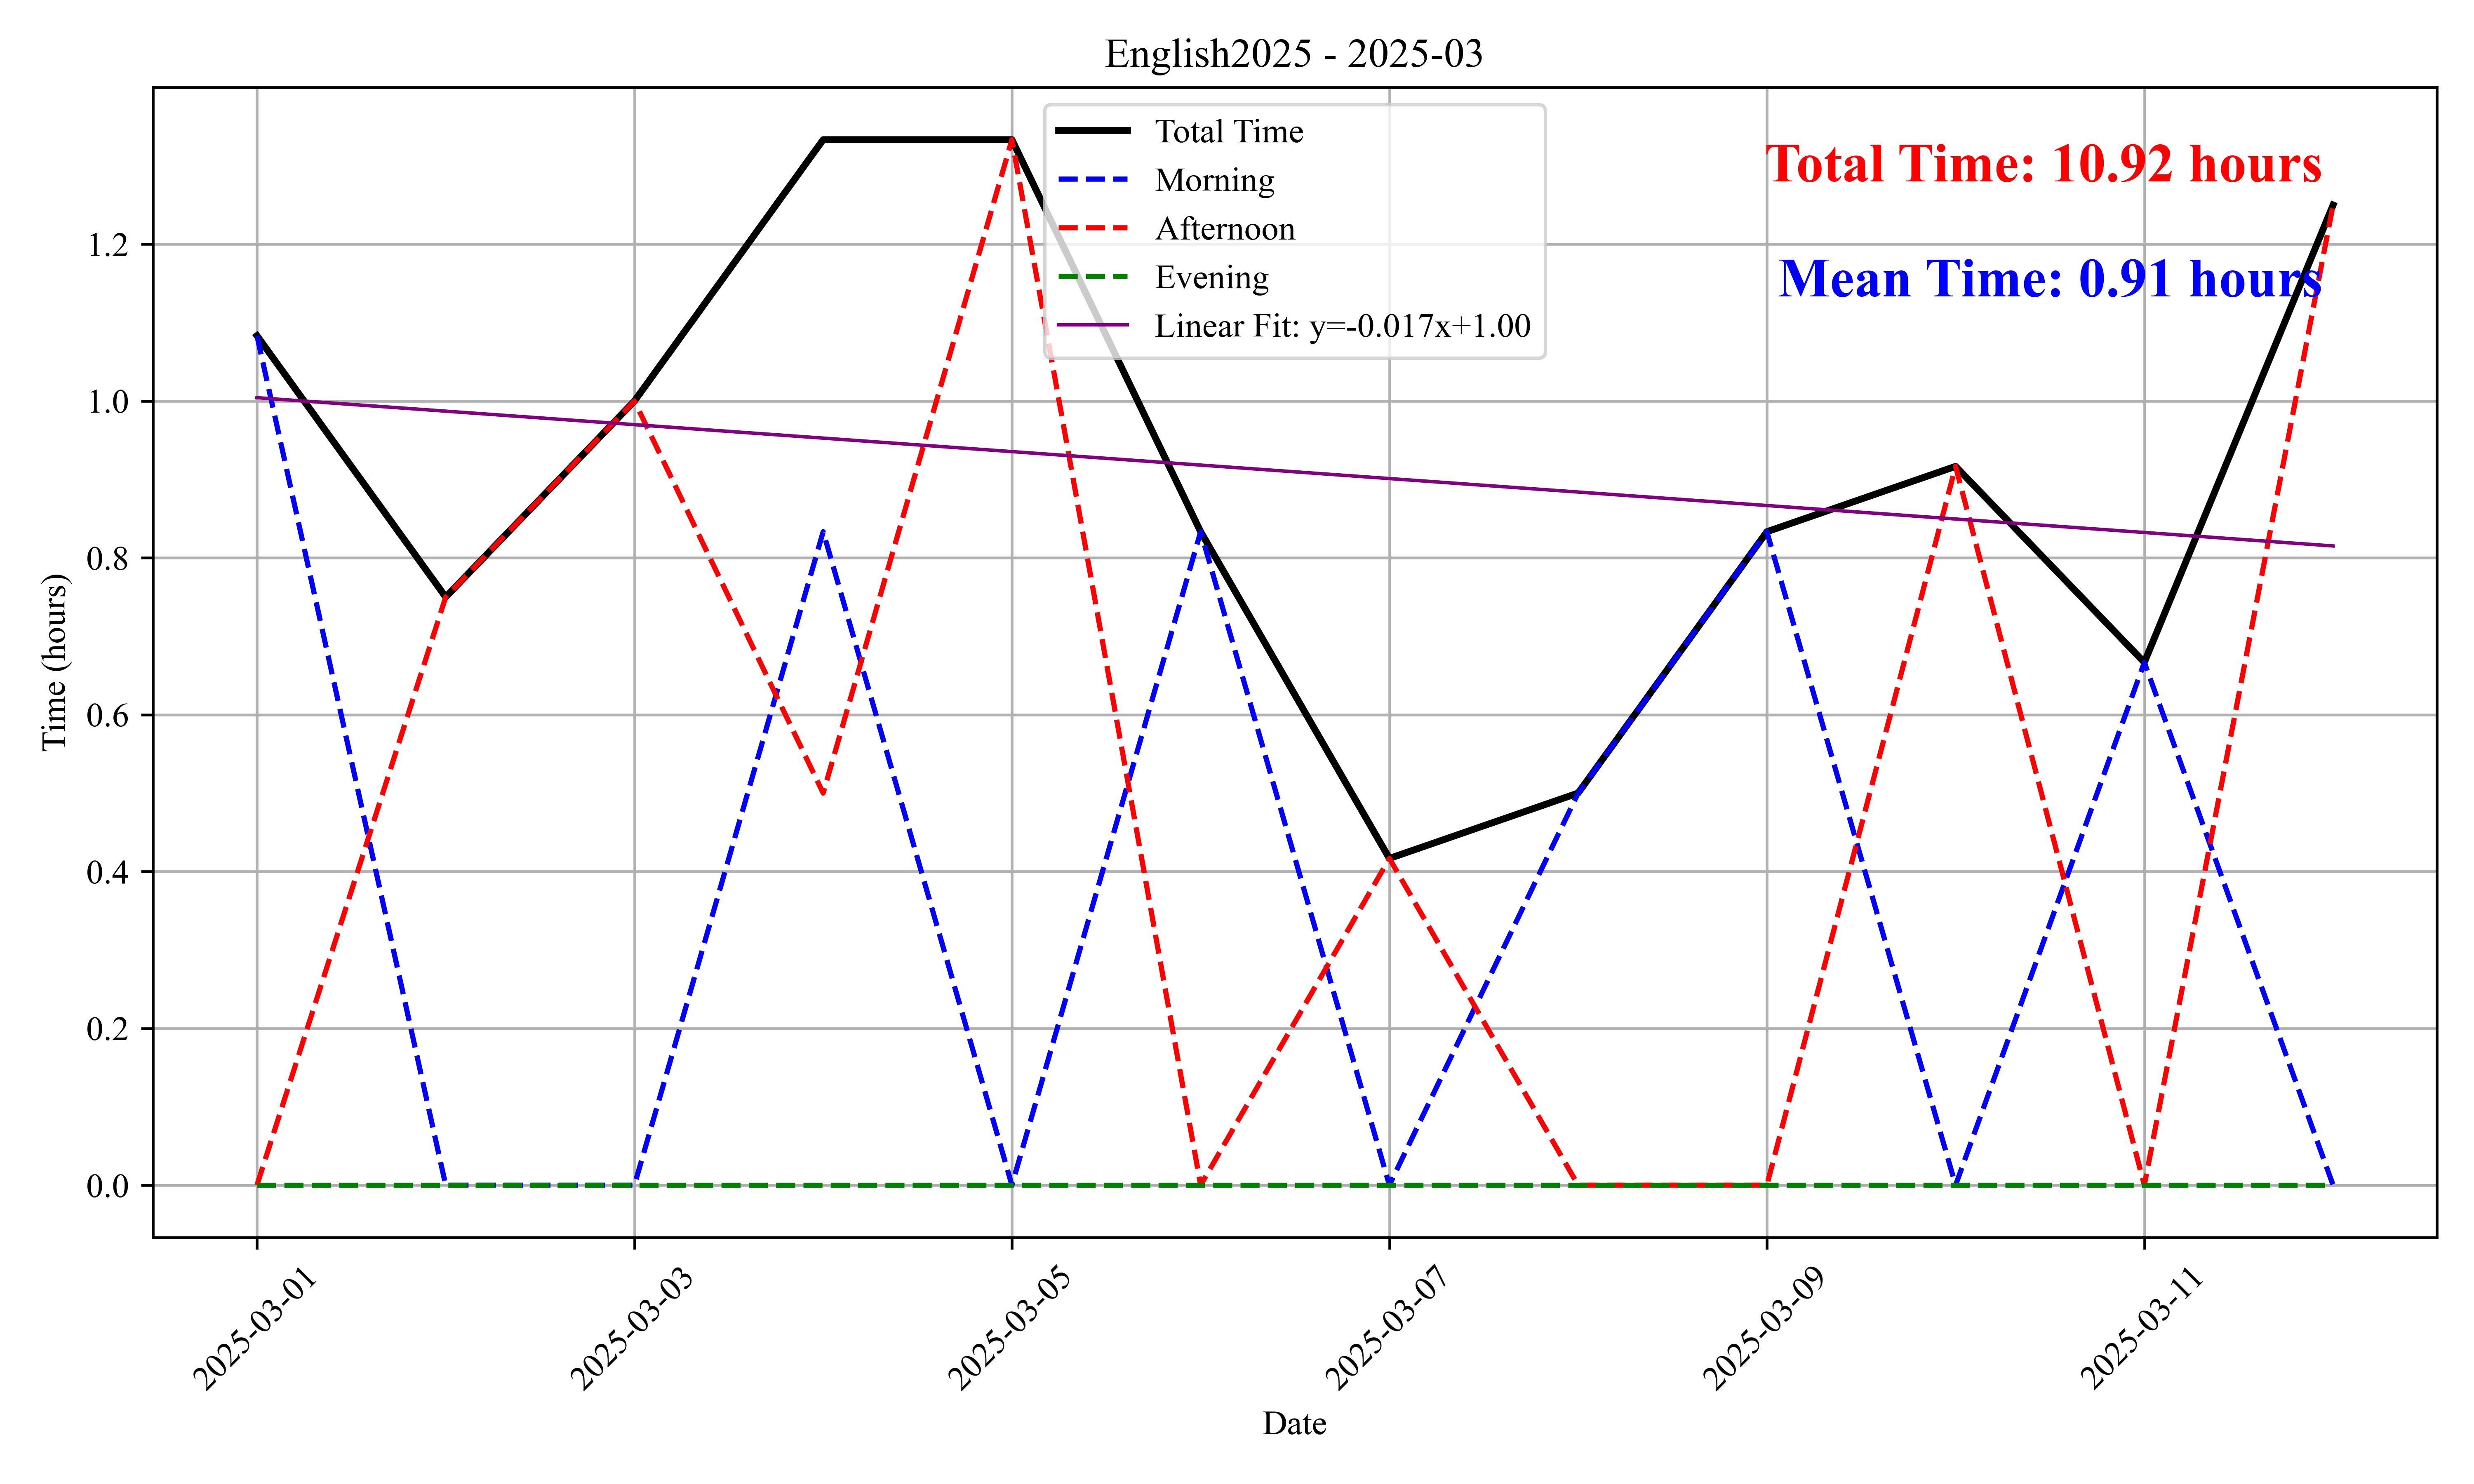 English2025 - 2025-03
Total Time
Morning
Afternoon
Evening
Linear Fit: y=-0.017x+1.00
Total Time: 10.92 hours
Mean Time: 0.91 hours
Time (hours)
1.2
1.0
0.8
0.6
0.4
0.2
0.0
2025-03-01
2025-03-03
2025-03-05
2025-03-07
2025-03-09
2025-03-11
Date